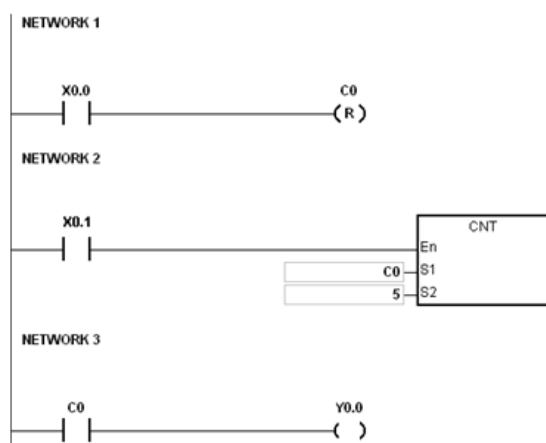 NETWORK 1
X0.0 C0
( R )
NETWORK 2
X0.1
CNT
En
C0 S1
5 S2
NETWORK 3
C0 Y0.0